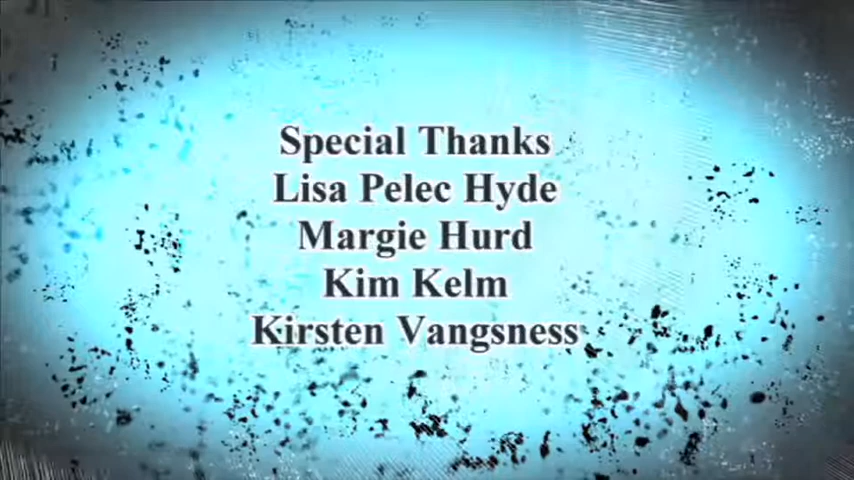 Special Thanks
Lisa Pelec Hyde
Margie Hurd
Kim Kelm
Kirsten Vangsness